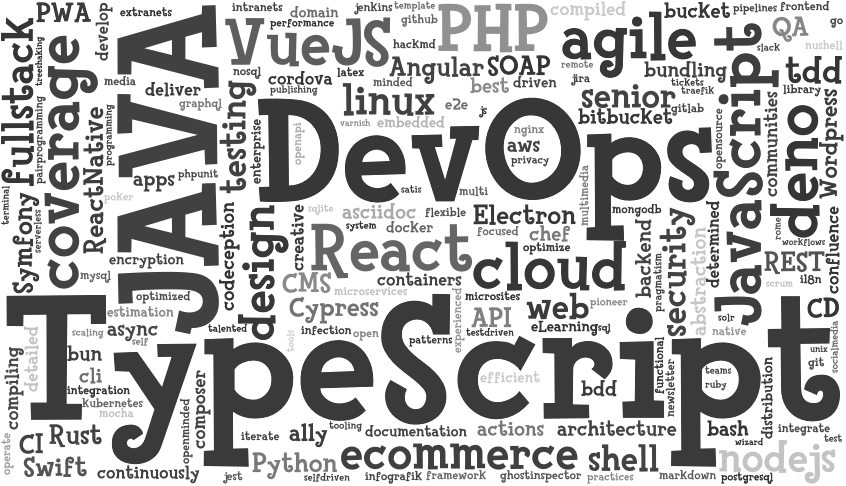 PWA
extranets
intranets
domain
jenkins
template
compiled
bucket
pipelines
frontend
go
develop
performance
github
PHP
agile
QA
nushell
Fullstack
treeshaking
coverage
media
JAVA
VueJS
hackmd
slack
nosql
cordova
latex
minded
Angular
SOAP
remote
jira
bundling
tickets
traefik
tdd
deliver
publishing
best
driven
library
graphql
linux
e2e
js
senior
gitlab
bitbucket
JavaScript
pairprogramming
programming
ReactNative
testing
enterprise
openapi
varnish
embedded
DevOps
nginx
aws
privacy
opensource
communities
deno
Wordpress
apps
phpunit
satis
multi
multimedia
terminal
Symfony
serverless
poker
codeception
design
creative
sqjite
asciidoc
flexible
Electron
mongodb
system
docker
focused
chef
optimize
backend
pragmatism
security
abstraction
determined
rome
workflows
confluence
React
cloud
encryption
mysql
REST
il8n
containers
CMS
microservices
microsites
scrum
optimized
estimation
Cypress
experienced
web
pioneer
CD
API
solr
native
TypeScript
scaling
async
self
talented
tools
infection
open
patterns
testdriven
eLearning
sql
unix
socialmedia
detailed
bun
compiling
cli
integration
functional
newsletter
teams
ruby
git
efficient
bdd
distribution
Kubernetes
mocha
composer
openminded
CI
Rust
iterate
ally
tooling
documentation
actions
architecture
bash
wizard
integrate
test
operate
Swift
continuously
jest
Python
selfdriven
ecommerce
infografik
framework
ghostinspector
shell
practices
markdown
nodejs
postgresql